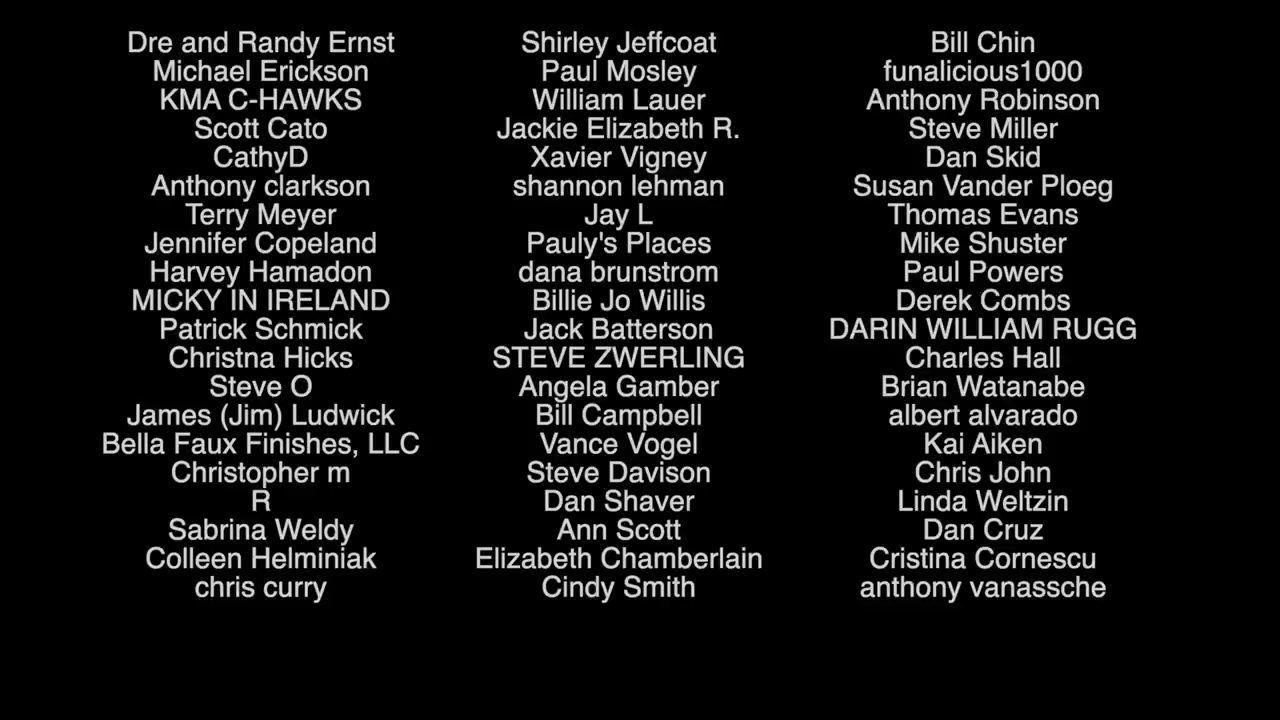 Dre and Randy Ernst
Michael Erickson
KMA C-HAWKS
Scott Cato
CathyD
Anthony clarkson
Terry Meyer
Jennifer Copeland
Harvey Hamadon
MICKY IN IRELAND
Patrick Schmick
Christna Hicks
Steve O
James (Jim) Ludwick
Bella Faux Finishes, LLC
Christopher m
R
Sabrina Weldy
Colleen Helminiak
chris curry
Shirley Jeffcoat
Paul Mosley
William Lauer
Jackie Elizabeth R.
Xavier Vigney
shannon lehman
Jay L
Pauly's Places
dana brunstrom
Billie Jo Willis
Jack Batterson
STEVE ZWERLING
Angela Gamber
Bill Campbell
Vance Vogel
Steve Davison
Dan Shaver
Ann Scott
Elizabeth Chamberlain
Cindy Smith
Bill Chin
funalicious1000
Anthony Robinson
Steve Miller
Dan Skid
Susan Vander Ploeg
Thomas Evans
Mike Shuster
Paul Powers
Derek Combs
DARIN WILLIAM RUGG
Charles Hall
Brian Watanabe
albert alvarado
Kai Aiken
Chris John
Linda Weltzin
Dan Cruz
Cristina Cornescu
anthony vanassche